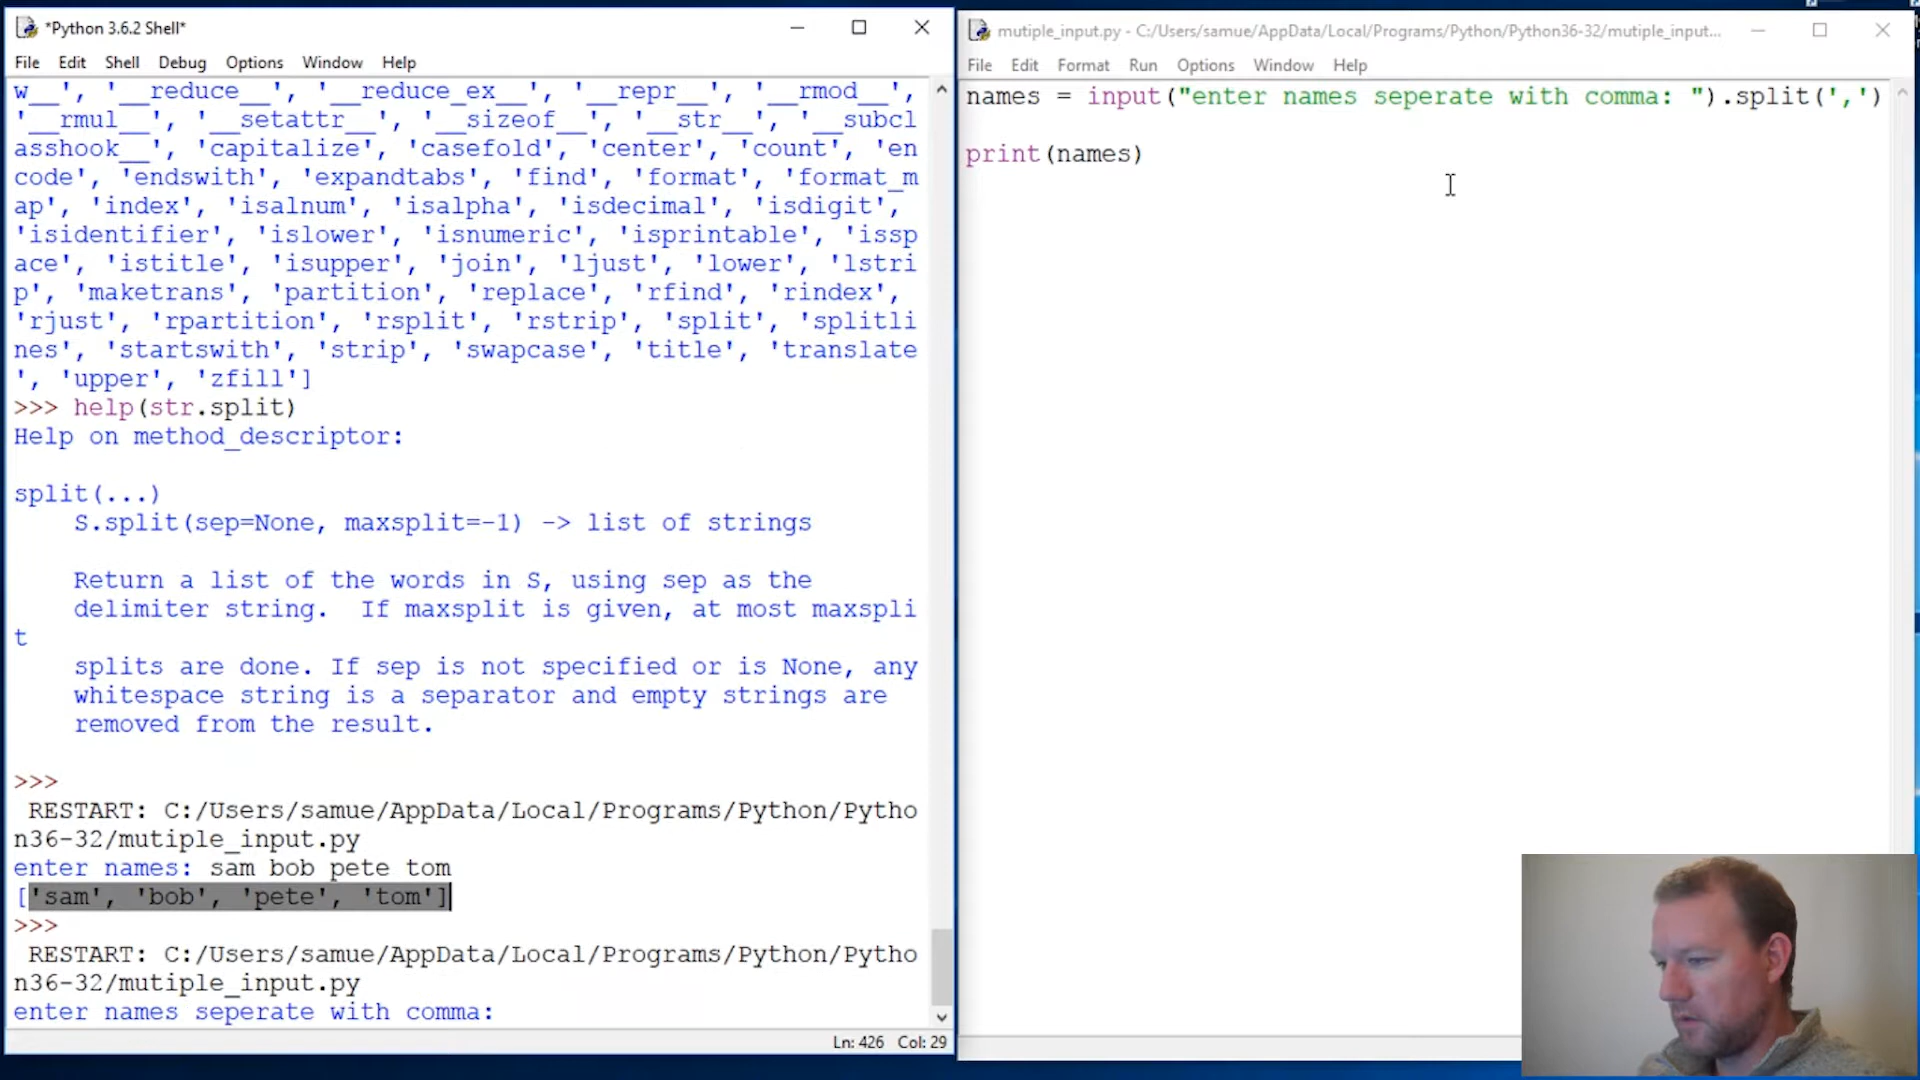 *Python 3.6.2 Shell*
File Edit Shell Debug Options Window Help
w__', '__reduce__', '__reduce_ex__', '__repr__', '__rmod__',
'__rmul__', '__setattr__', '__sizeof__', '__str__', '__subcl
asshook__', 'capitalize', 'casefold', 'center', 'count', 'en
code', 'endswith', 'expandtabs', 'find', 'format', 'format_m
ap', 'index', 'isalnum', 'isalpha', 'isdecimal', 'isdigit',
'isidentifier', 'islower', 'isnumeric', 'isprintable', 'issp
ace', 'istitle', 'isupper', 'join', 'ljust', 'lower', 'lstri
p', 'maketrans', 'partition', 'replace', 'rfind', 'rindex',
'rjust', 'rpartition', 'rsplit', 'rstrip', 'split', 'splitli
nes', 'startswith', 'strip', 'swapcase', 'title', 'translate
', 'upper', 'zfill']
>>> help(str.split)
Help on method_descriptor:
split(...)
S.split(sep=None, maxsplit=-1) -> list of strings
Return a list of the words in S, using sep as the
delimiter string.  If maxsplit is given, at most maxspli
t
splits are done. If sep is not specified or is None, any
whitespace string is a separator and empty strings are
removed from the result.
>>>
RESTART: C:/Users/samue/AppData/Local/Programs/Python/Pytho
n36-32/mutiple_input.py
enter names: sam bob pete tom
['sam', 'bob', 'pete', 'tom']
>>>
RESTART: C:/Users/samue/AppData/Local/Programs/Python/Pytho
n36-32/mutiple_input.py
enter names seperate with comma:
Ln: 426 Col: 29
mutiple_input.py - C:/Users/samue/AppData/Local/Programs/Python/Python36-32/mutiple_input...
File Edit Format Run Options Window Help
names = input("enter names seperate with comma: ").split(',')
print(names)